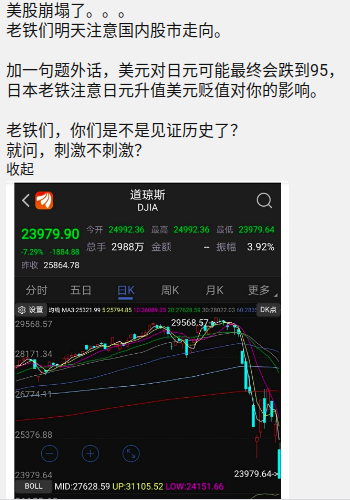 美股崩塌了。。。
老铁们明天注意国内股市走向。
加一句题外话，美元对日元可能最终会跌到95，
日本老铁注意日元升值美元贬值对你的影响。
老铁们，你们是不是见证历史了？
就问，刺激不刺激？
收起
道琼斯
DJIA
23979.90 今开 24992.36 最高 24992.36 最低 23979.64
-7.29% -1884.88 总手 2988万 金额 -- 振幅 3.92%
昨收 25864.78
分时 五日 日K 周K 月K 更多
设置 均线 MA3:25321.99 5:25794.85 DK点
29568.57
29568.57
28171.34
26774.11
25376.88
23979.64
23979.64
BOLL MID:27628.59 UP:31105.52 LOW:24151.66